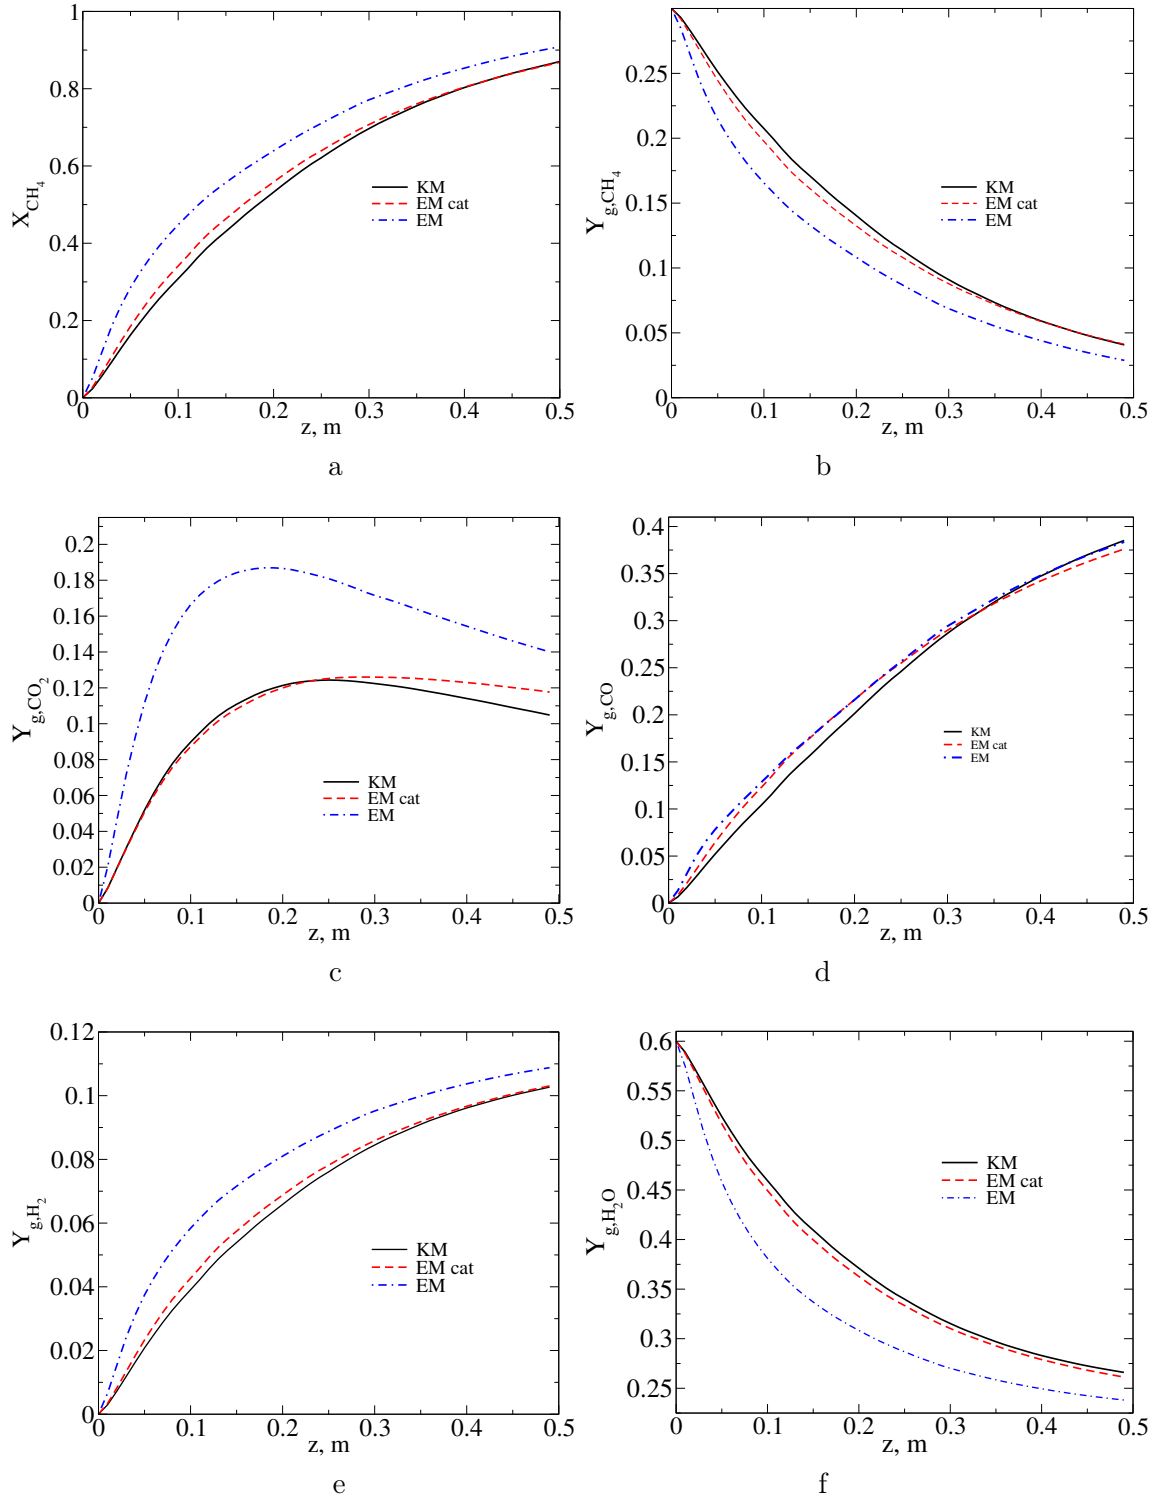 1
0.8
0.6
0.4
0.2
0
0 0.1 0.2 0.3 0.4 0.5
X_CH4
z, m
KM
EM cat
EM
a
0.25
0.2
0.15
0.1
0.05
0
0 0.1 0.2 0.3 0.4 0.5
Y_g,CH4
z, m
KM
EM cat
EM
b
0.2
0.18
0.16
0.14
0.12
0.1
0.08
0.06
0.04
0.02
0
0 0.1 0.2 0.3 0.4 0.5
Y_g,CO2
z, m
KM
EM cat
EM
c
0.4
0.35
0.3
0.25
0.2
0.15
0.1
0.05
0
0 0.1 0.2 0.3 0.4 0.5
Y_g,CO
z, m
KM
EM cat
EM
d
0.12
0.1
0.08
0.06
0.04
0.02
0
0 0.1 0.2 0.3 0.4 0.5
Y_g,H2
z, m
KM
EM cat
EM
e
0.6
0.55
0.5
0.45
0.4
0.35
0.3
0.25
0 0.1 0.2 0.3 0.4 0.5
Y_g,H2O
z, m
KM
EM cat
EM
f